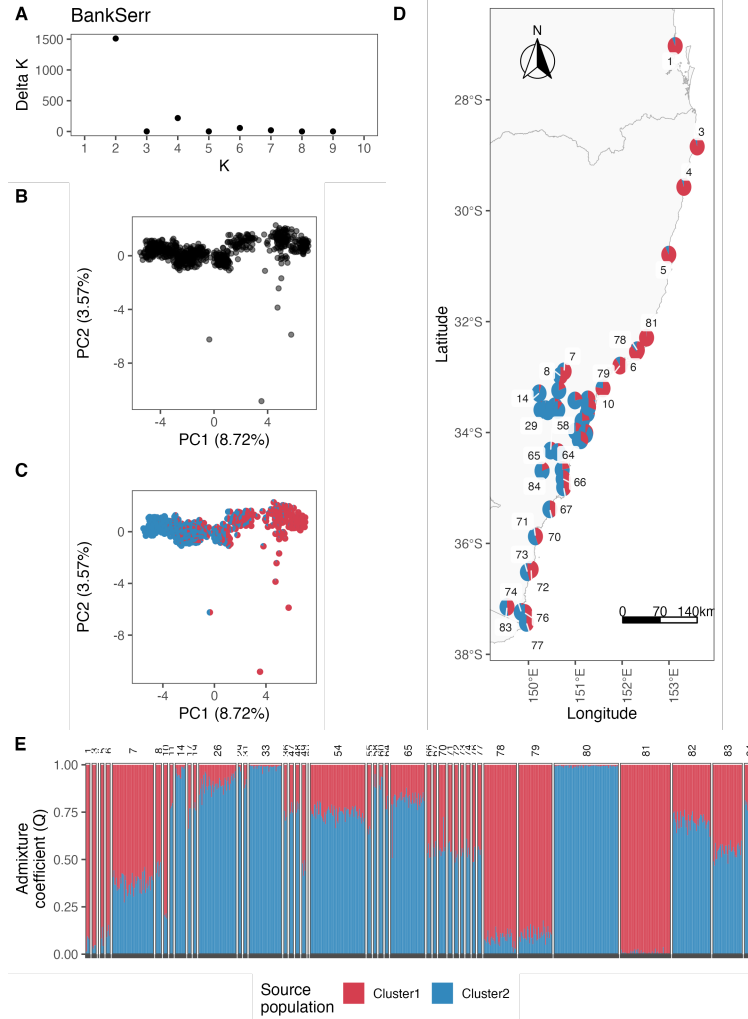 A
BankSerr
Delta K
1500
1000
500
0
1 2 3 4 5 6 7 8 9 10
K
B
PC2 (3.57%)
0
-4
-8
-4 0 4
PC1 (8.72%)
C
PC2 (3.57%)
0
-4
-8
-4 0 4
PC1 (8.72%)
D
N
Latitude
28°S
30°S
32°S
34°S
36°S
38°S
1
3
4
5
81
78
7
6
8
79
14
10
29
58
65
64
84
66
67
71
70
73
72
74
76
83
77
0 70 140km
150°E 151°E 152°E 153°E
Longitude
E
7 8 10 11 14 26 33 54 65 78 79 80 81 82 83
Admixture
coefficient (Q)
1.00
0.75
0.50
0.25
0.00
Source
population
Cluster1
Cluster2